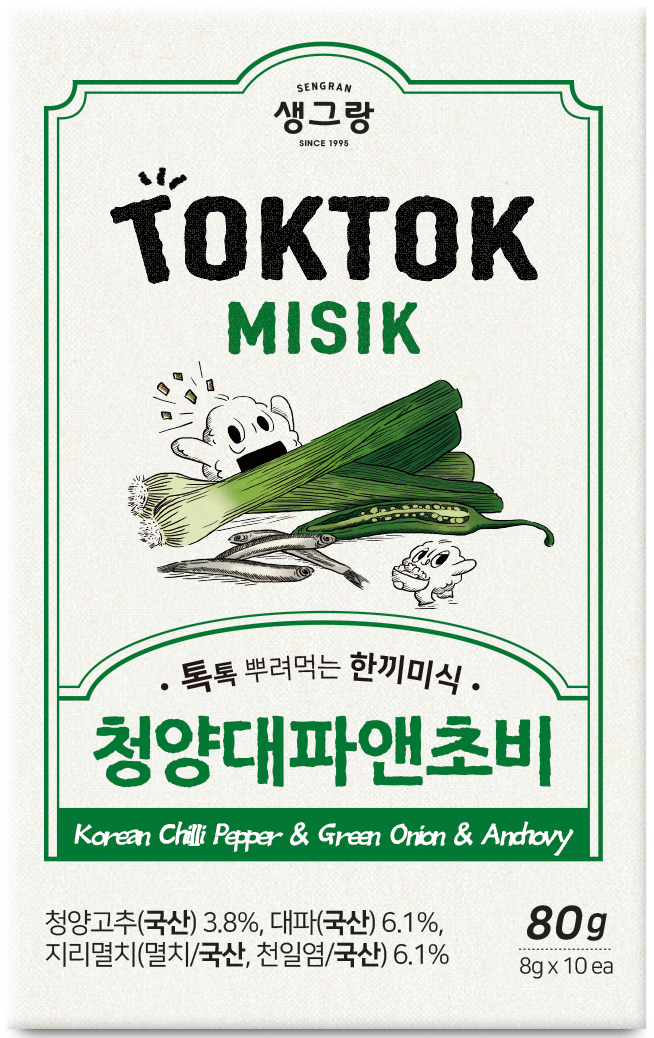 SENGRAN
생그랑
SINCE 1995
TOKTOK
MISIK
· 톡톡 뿌려먹는 한끼미식 ·
청양대파앤초비
Korean Chilli Pepper & Green Onion & Anchovy
청양고추(국산) 3.8%, 대파(국산) 6.1%,
지리멸치(멸치/국산, 천일염/국산) 6.1%
80g
8g x 10 ea